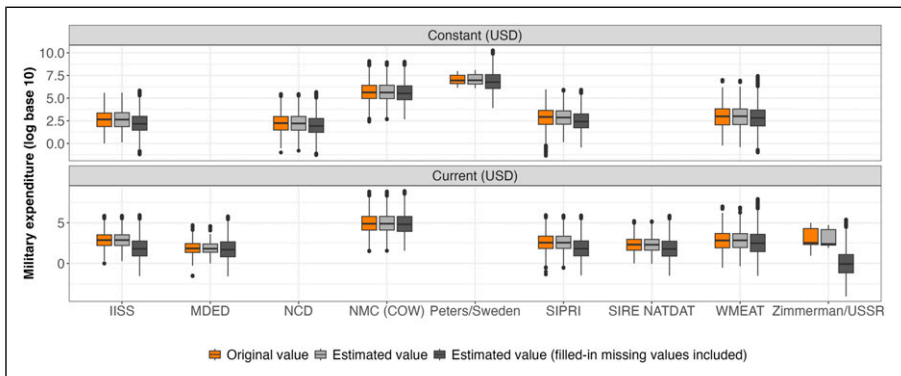 Constant (USD)
10.0
7.5
5.0
2.5
0.0
Military expenditure (log base 10)
Current (USD)
5
0
IISS MDED NCD NMC (COW) Peters/Sweden SIPRI SIRE NATDAT WMEAT Zimmerman/USSR
Original value Estimated value Estimated value (filled-in missing values included)